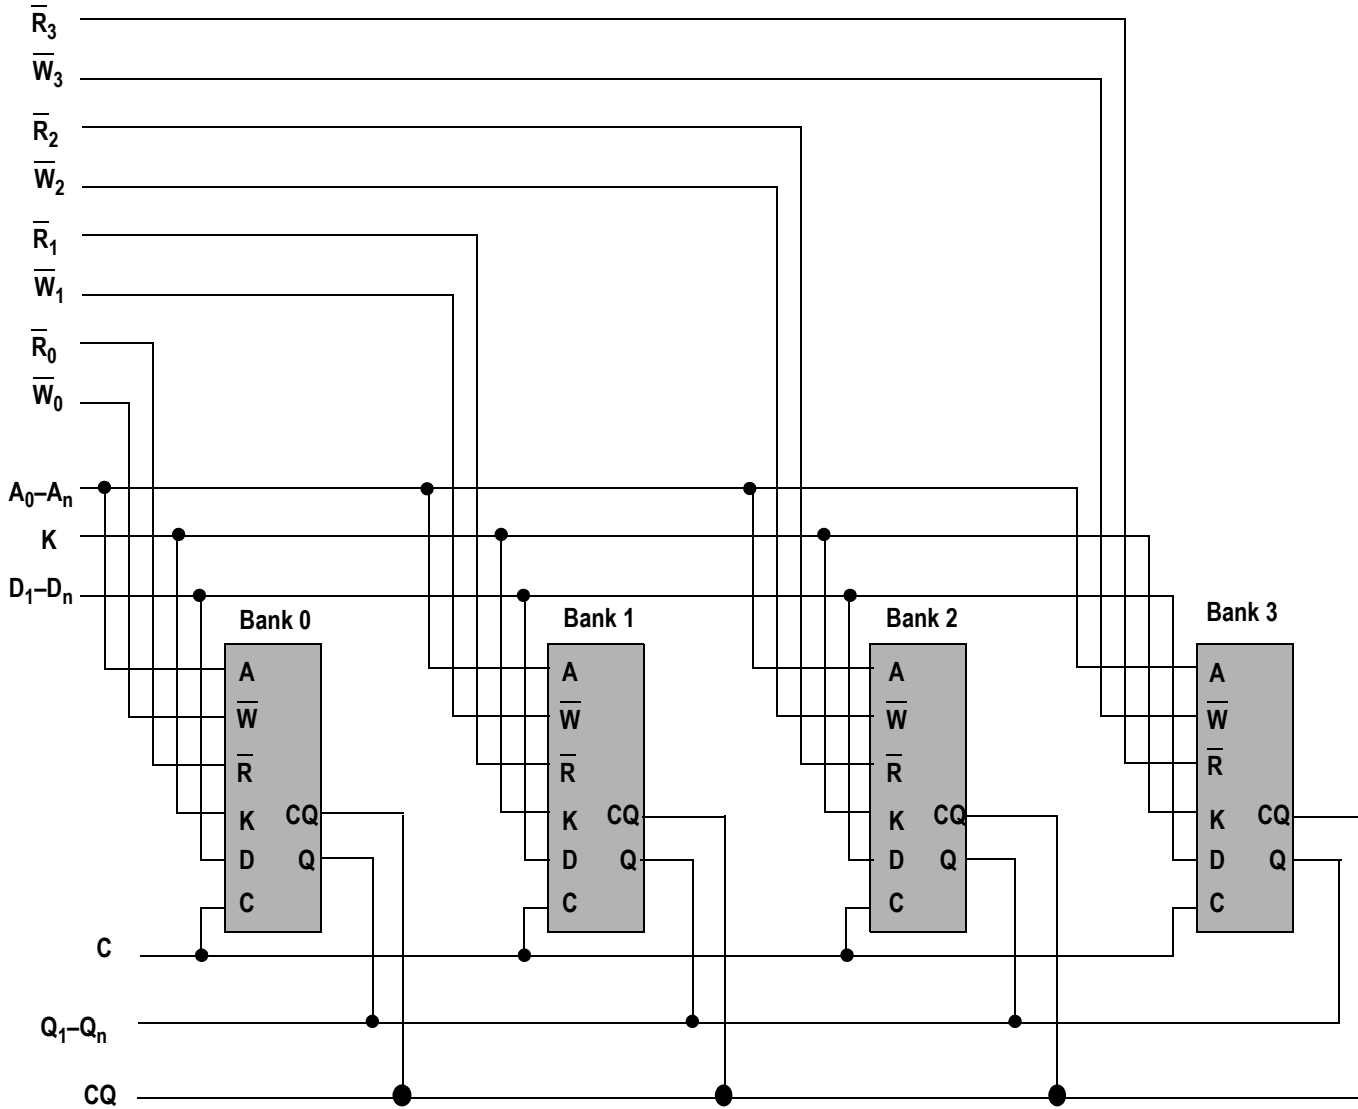 R̅3
W̅3
R̅2
W̅2
R̅1
W̅1
R̅0
W̅0
A0–An
K
D1–Dn
Bank 0
Bank 1
Bank 2
Bank 3
A
W̅
R̅
K
CQ
D
Q
C
A
W̅
R̅
K
CQ
D
Q
C
A
W̅
R̅
K
CQ
D
Q
C
A
W̅
R̅
K
CQ
D
Q
C
C
Q1–Qn
CQ